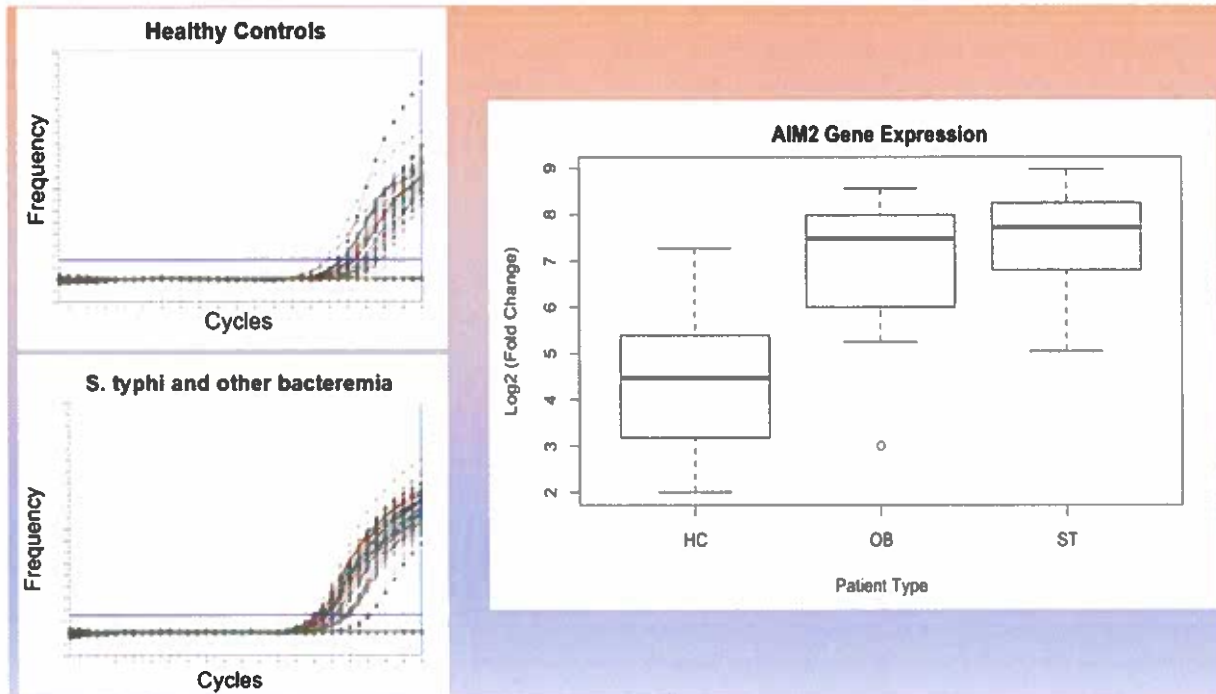 Healthy Controls
Frequency
Cycles
S. typhi and other bacteremia
Frequency
Cycles
AIM2 Gene Expression
Log2 (Fold Change)
9
8
7
6
5
4
3
2
HC OB ST
Patient Type